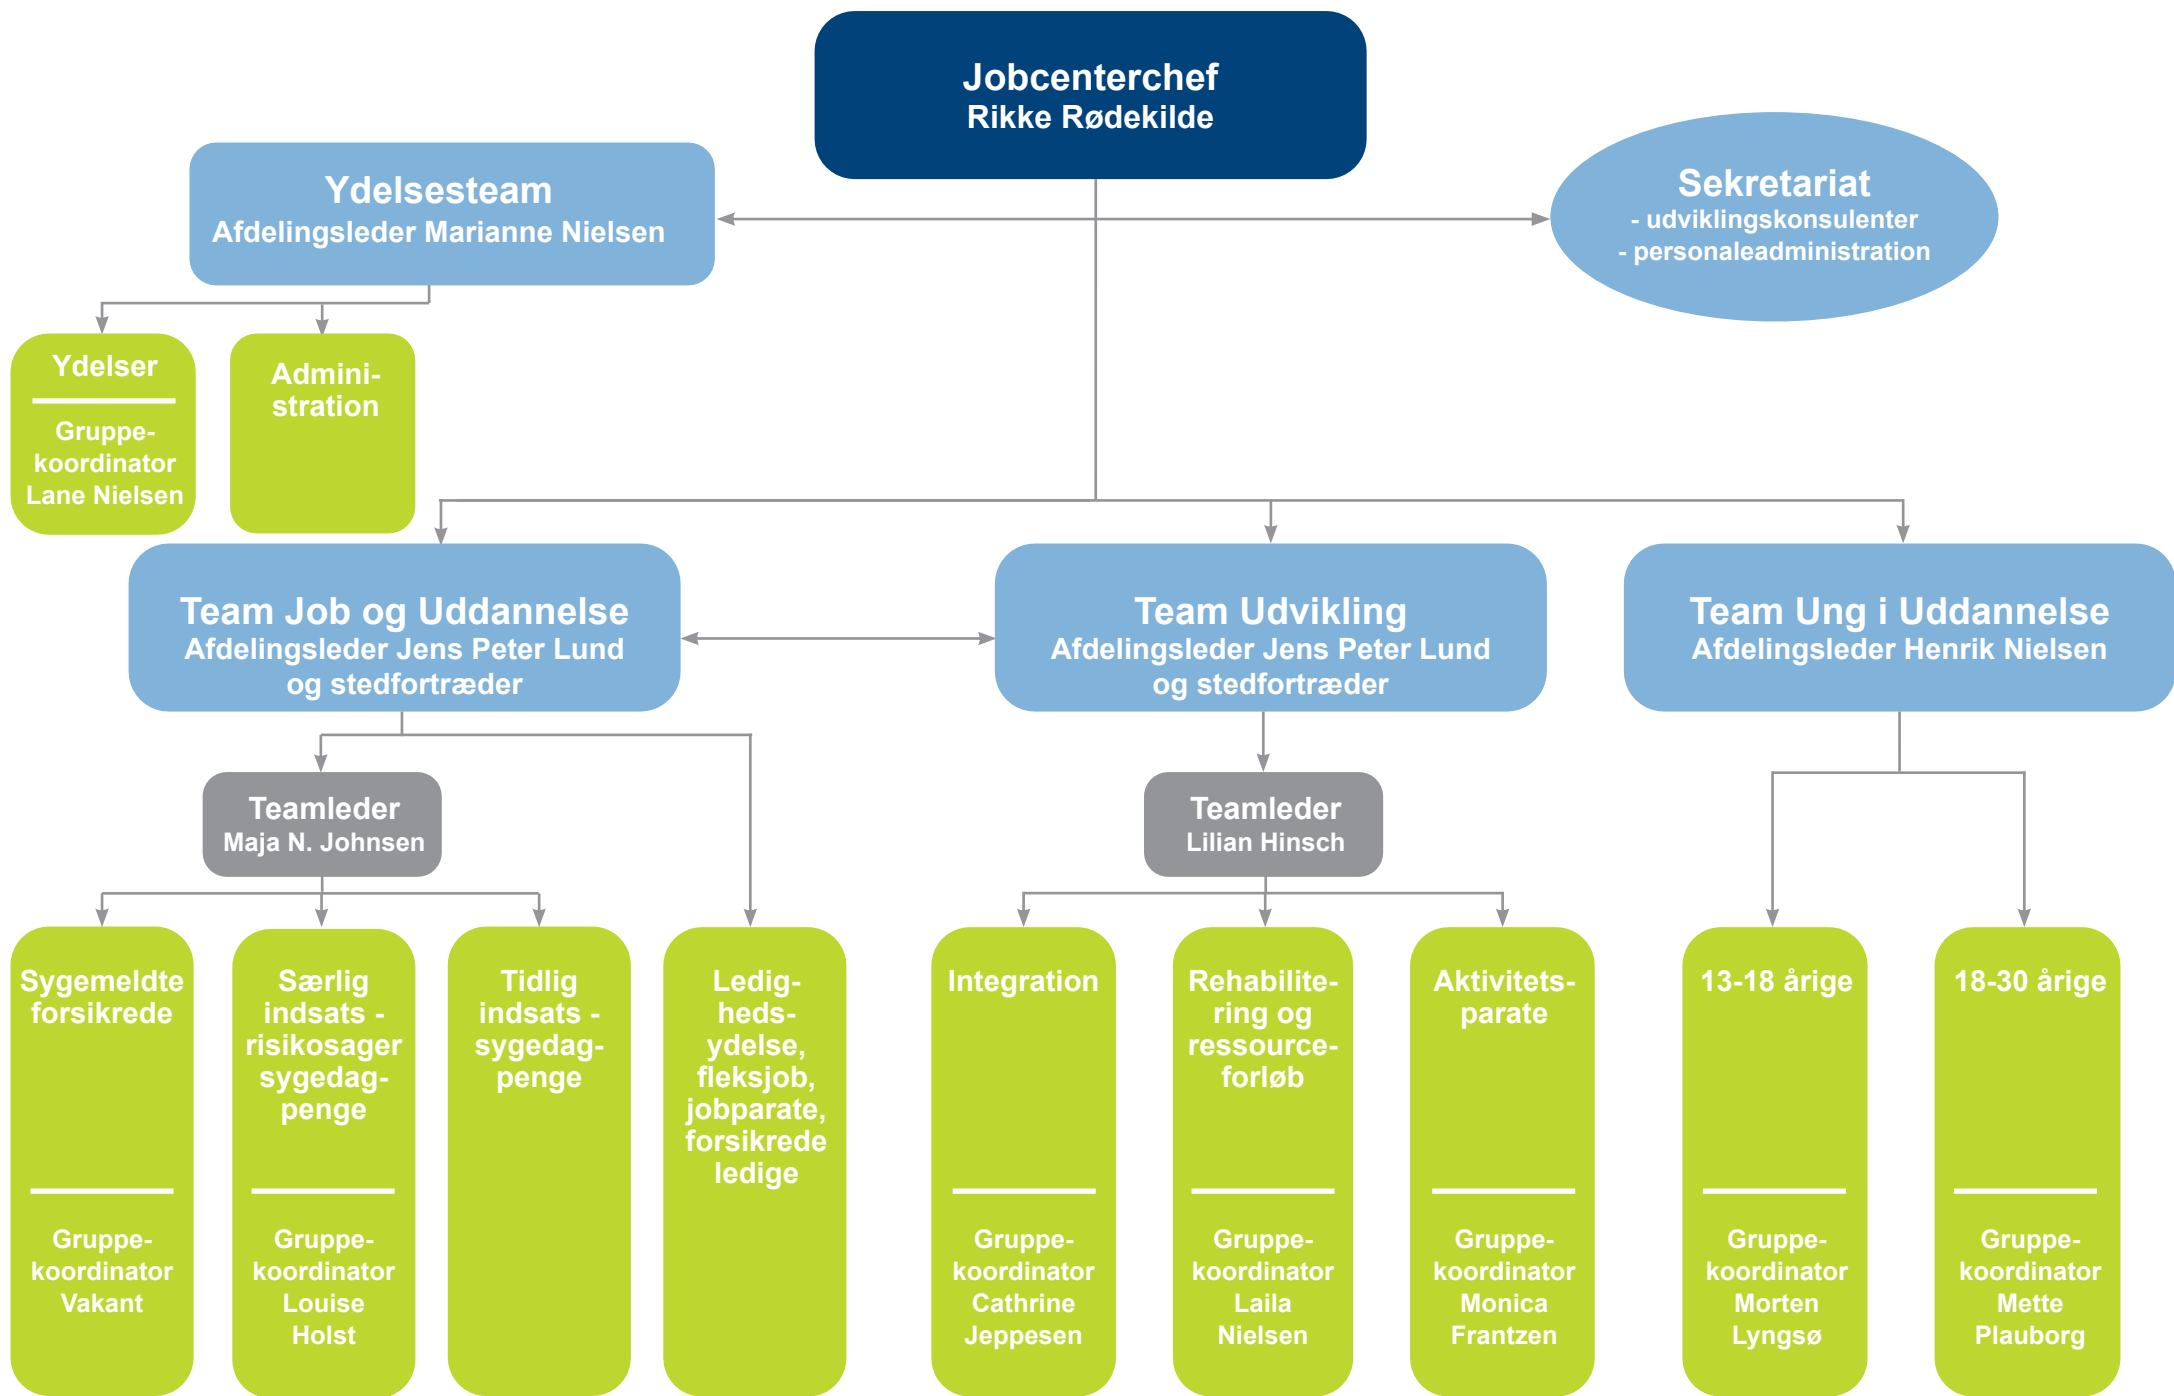 Jobcenterchef
Rikke Rødekilde
Ydelsesteam
Afdelingsleder Marianne Nielsen
Sekretariat
- udviklingskonsulenter
- personaleadministration
Ydelser
Gruppe-
koordinator
Lane Nielsen
Admini-
stration
Team Job og Uddannelse
Afdelingsleder Jens Peter Lund
og stedfortræder
Team Udvikling
Afdelingsleder Jens Peter Lund
og stedfortræder
Team Ung i Uddannelse
Afdelingsleder Henrik Nielsen
Teamleder
Maja N. Johnsen
Teamleder
Lilian Hinsch
Sygemeldte
forsikrede
Gruppe-
koordinator
Vakant
Særlig
indsats -
risikosager
sygedag-
penge
Gruppe-
koordinator
Louise
Holst
Tidlig
indsats -
sygedag-
penge
Ledig-
heds-
ydelse,
fleksjob,
jobparate,
forsikrede
ledige
Integration
Gruppe-
koordinator
Cathrine
Jeppesen
Rehabilite-
ring og
ressource-
forløb
Gruppe-
koordinator
Laila
Nielsen
Aktivitets-
parate
Gruppe-
koordinator
Monica
Frantzen
13-18 årige
Gruppe-
koordinator
Morten
Lyngsø
18-30 årige
Gruppe-
koordinator
Mette
Plauborg